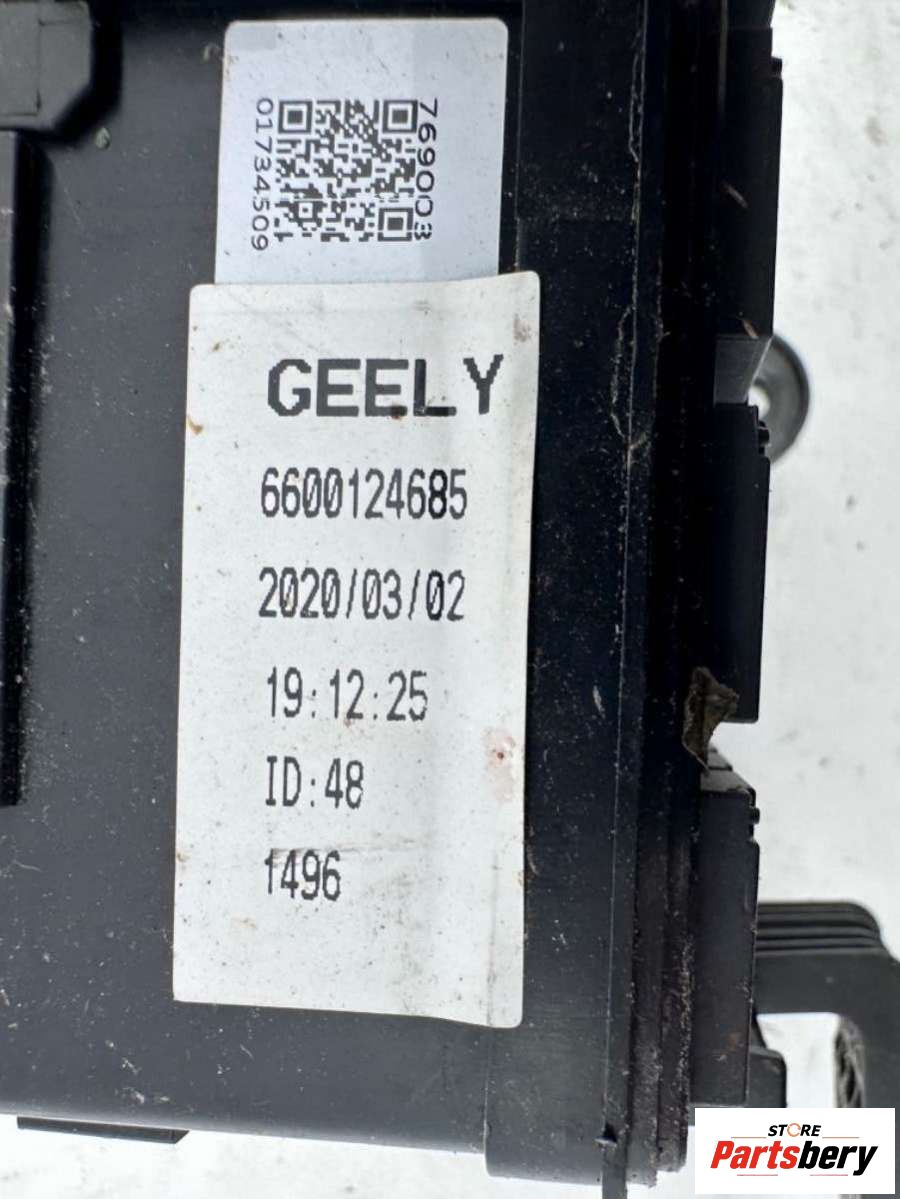 769003
01734509
GEELY
6600124685
2020/03/02
19:12:25
ID:48
1496
STORE
Partsbery